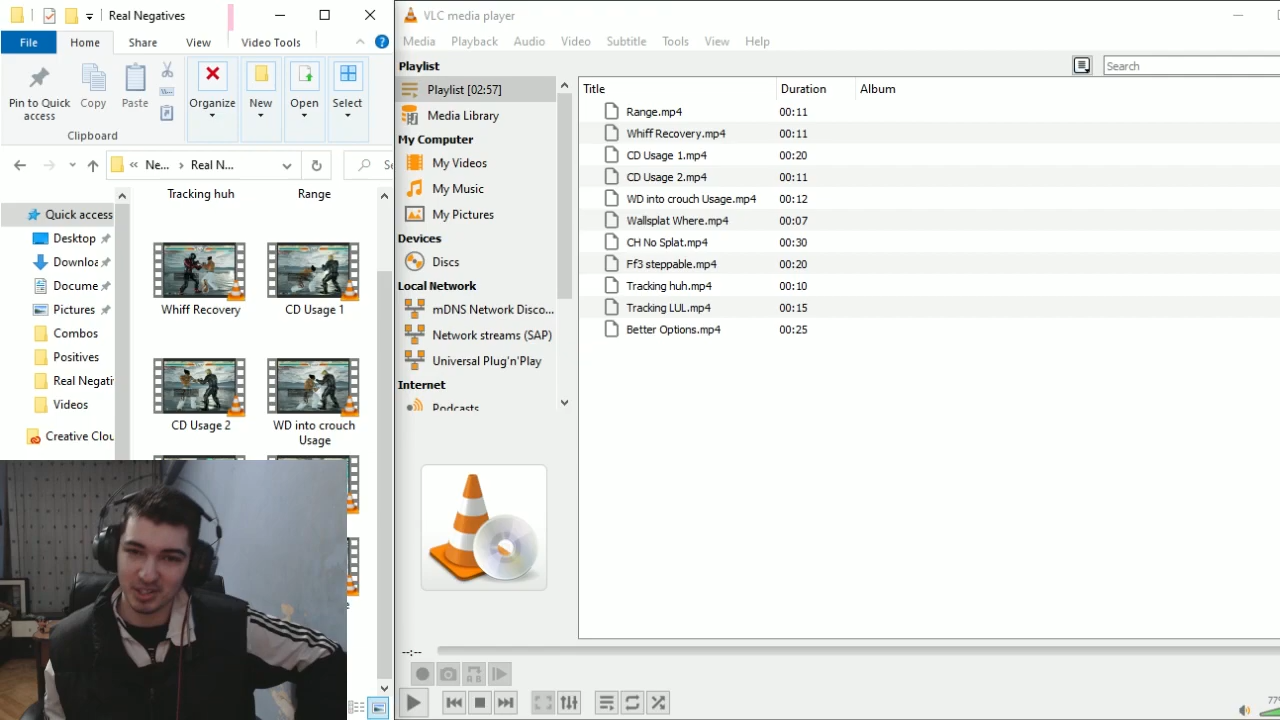 Real Negatives
File
Home
Share
View
Video Tools
Pin to Quick
access
Copy
Paste
Organize
New
Open
Select
Clipboard
Ne...
Real N...
Quick access
Desktop
Docume
Pictures
Combos
Positives
Real Negati
Videos
Creative Clou
Tracking huh
Range
Whiff Recovery
CD Usage 1
CD Usage 2
WD into crouch
Usage
VLC media player
Media
Playback
Audio
Video
Subtitle
Tools
View
Help
Playlist
Playlist [02:57]
Media Library
My Computer
My Videos
My Music
My Pictures
Devices
Discs
Local Network
mDNS Network Disco...
Network streams (SAP)
Universal Plug'n'Play
Internet
Podcasts
Search
Title Duration Album
Range.mp4 00:11
Whiff Recovery.mp4 00:11
CD Usage 1.mp4 00:20
CD Usage 2.mp4 00:11
WD into crouch Usage.mp4 00:12
Wallsplat Where.mp4 00:07
CH No Splat.mp4 00:30
Ff3 steppable.mp4 00:20
Tracking huh.mp4 00:10
Tracking LUL.mp4 00:15
Better Options.mp4 00:25
--:--
77%